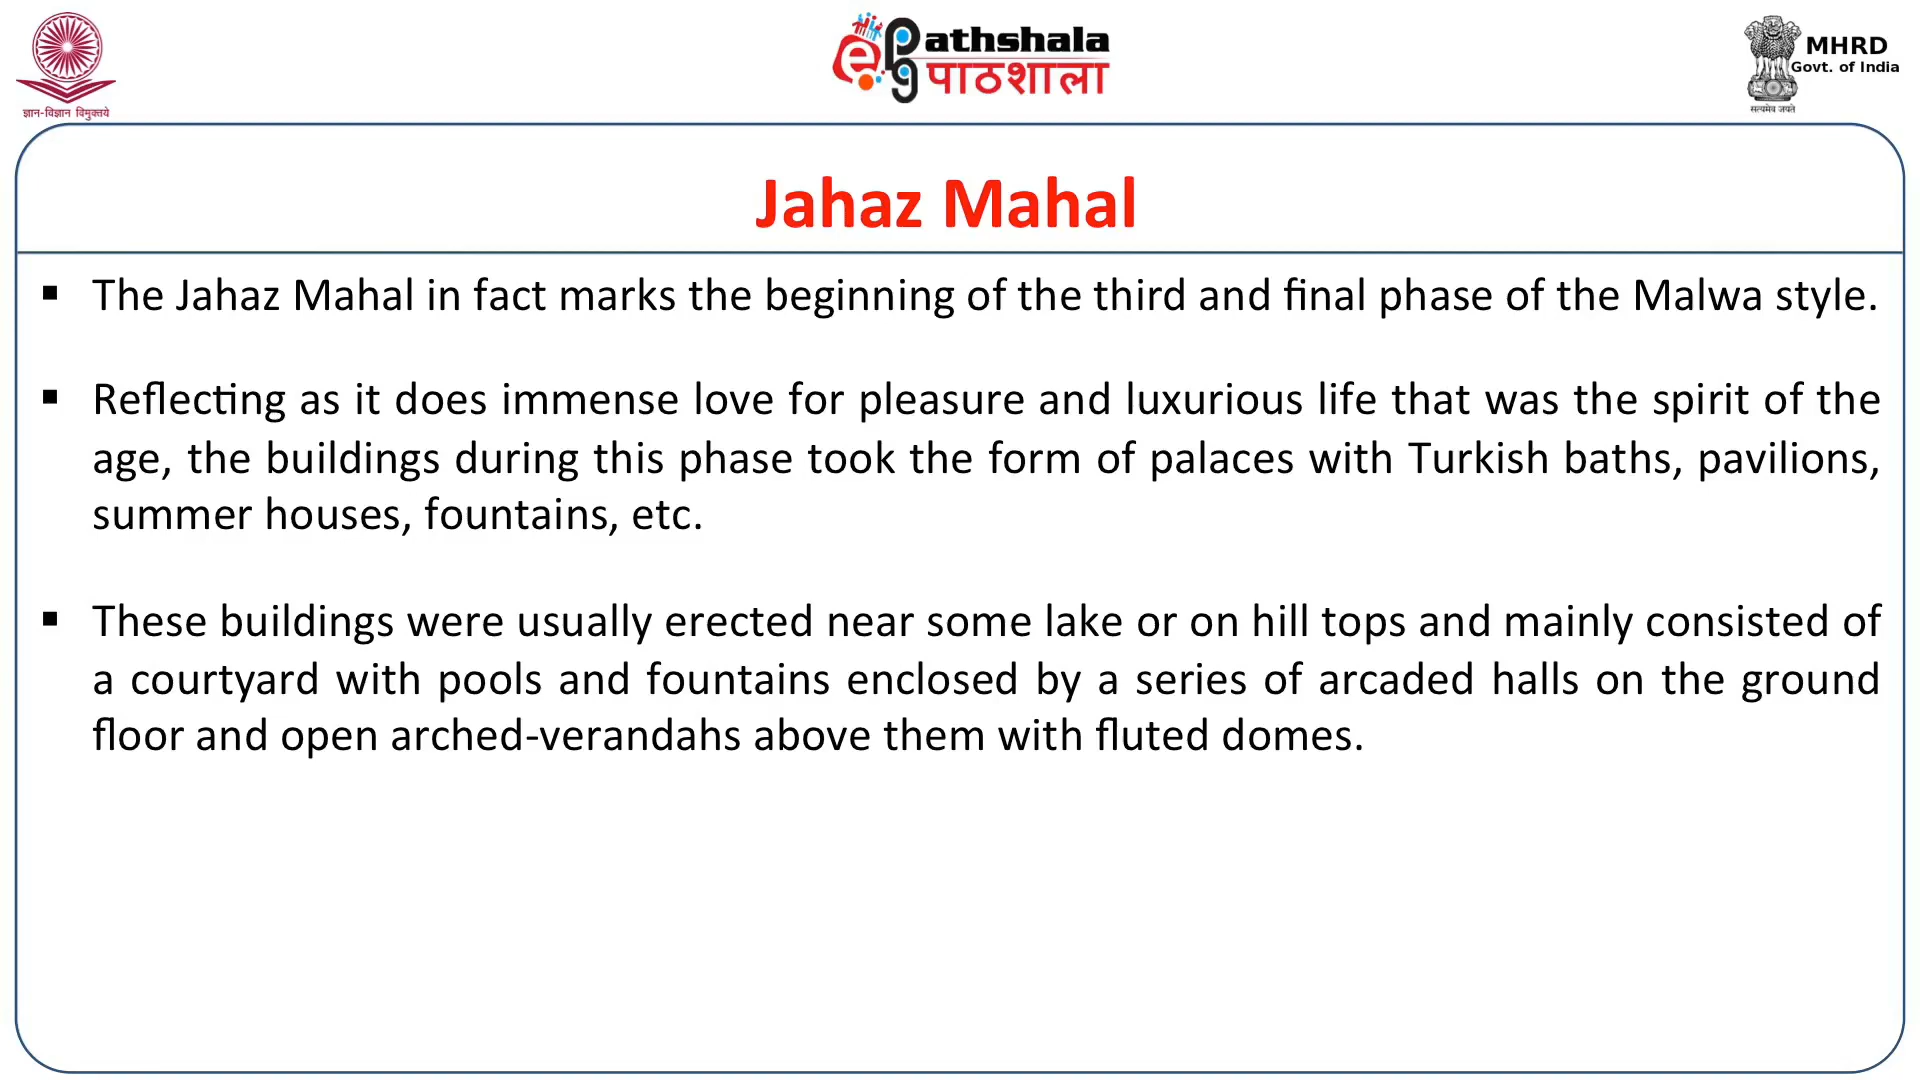 ज्ञान-विज्ञान विमुक्तये
ePG Pathshala
पाठशाला
MHRD
Govt. of India
सत्यमेव जयते
Jahaz Mahal
▪ The Jahaz Mahal in fact marks the beginning of the third and final phase of the Malwa style.
▪ Reflecting as it does immense love for pleasure and luxurious life that was the spirit of the
age, the buildings during this phase took the form of palaces with Turkish baths, pavilions,
summer houses, fountains, etc.
▪ These buildings were usually erected near some lake or on hill tops and mainly consisted of
a courtyard with pools and fountains enclosed by a series of arcaded halls on the ground
floor and open arched-verandahs above them with fluted domes.